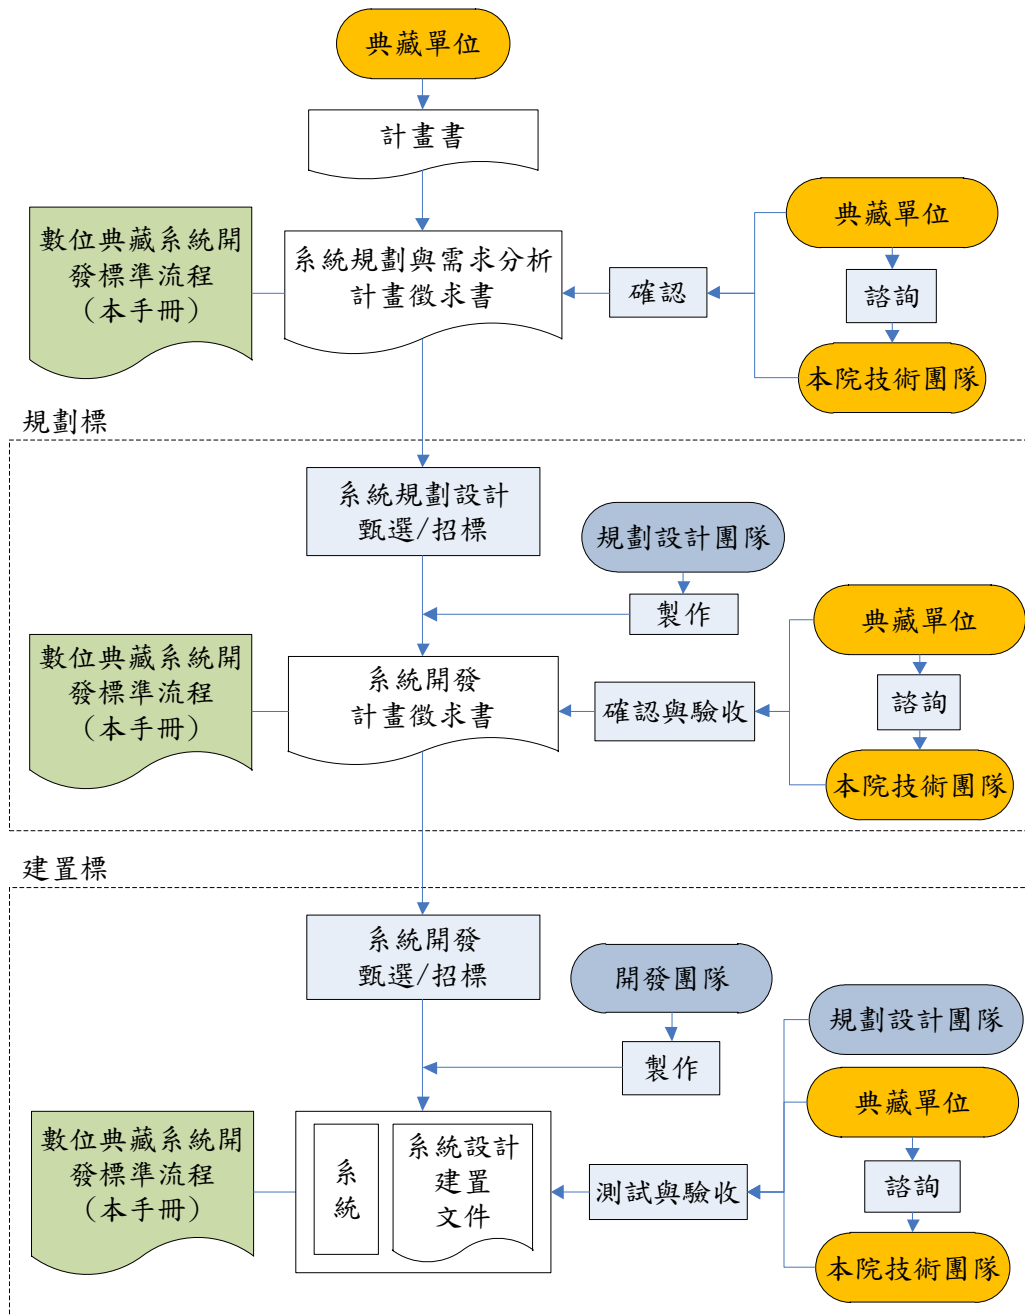 典藏單位
計畫書
數位典藏系統開
發標準流程
(本手冊)
系統規劃與需求分析
計畫徵求書
確認
典藏單位
諮詢
本院技術團隊
規劃標
系統規劃設計
甄選/招標
規劃設計團隊
製作
數位典藏系統開
發標準流程
(本手冊)
系統開發
計畫徵求書
確認與驗收
典藏單位
諮詢
本院技術團隊
建置標
系統開發
甄選/招標
開發團隊
製作
規劃設計團隊
數位典藏系統開
發標準流程
(本手冊)
系
統
系統設計
建置
文件
測試與驗收
典藏單位
諮詢
本院技術團隊